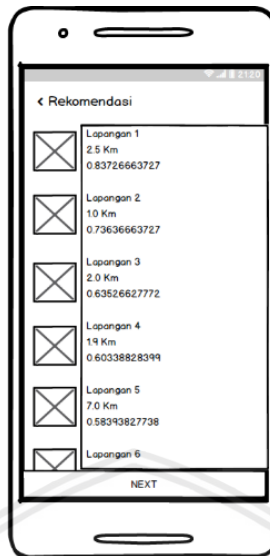 2120
< Rekomendasi
Lapangan 1
2.5 Km
0.83726663727
Lapangan 2
1.0 Km
0.73636663727
Lapangan 3
2.0 Km
0.63526627772
Lapangan 4
1.9 Km
0.60338828399
Lapangan 5
7.0 Km
0.58393827738
Lapangan 6
NEXT